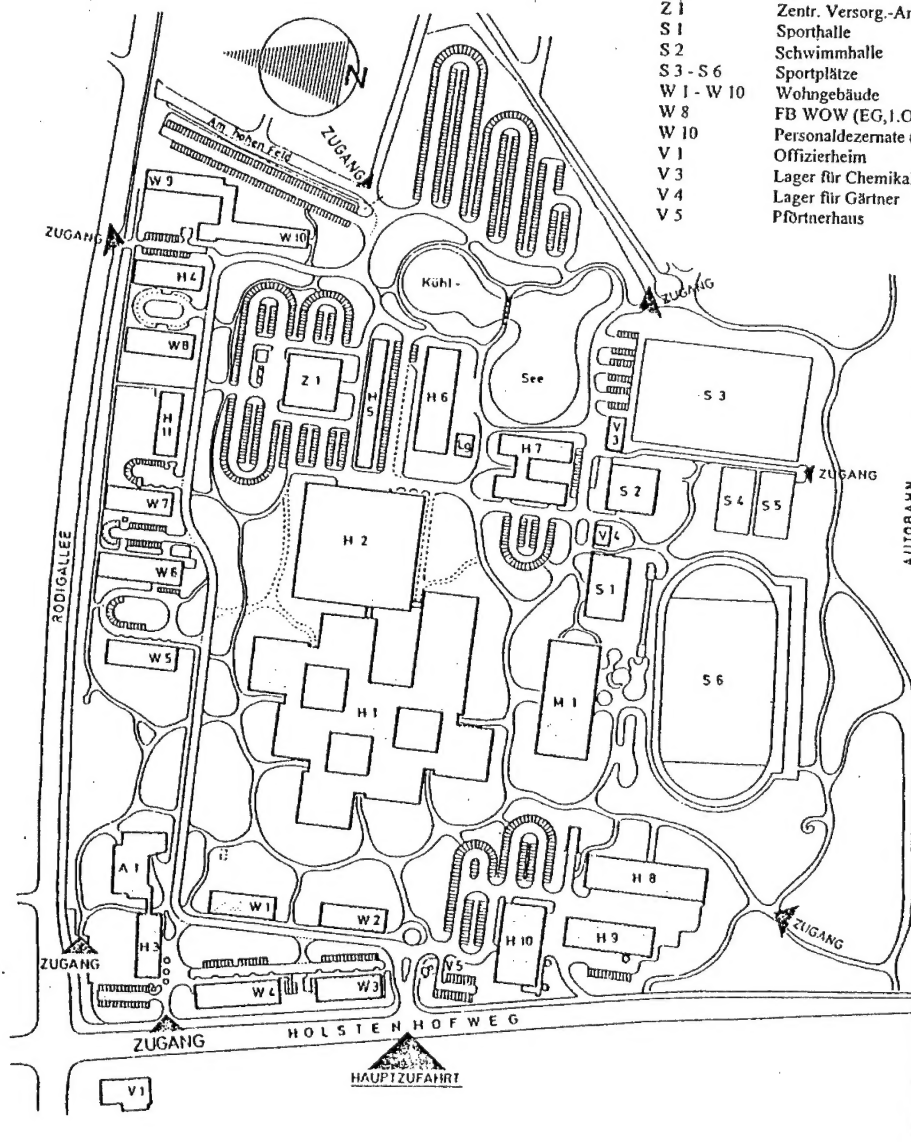 Z 1 Zentr. Versorg.-An
S 1 Sporthalle
S 2 Schwimmhalle
S 3 - S 6 Sportplätze
W 1 - W 10 Wohngebäude
W 8 FB WOW (EG,1.O
W 10 Personaldezernate
V 1 Offizierheim
V 3 Lager für Chemikal
V 4 Lager für Gärtner
V 5 Pförtnerhaus
N
Am hohen Feld
ZUGANG
W 9
ZUGANG
W 10
H 4
Kühl -
ZUGANG
W 8
Z 1
H 5
H 6
See
S 3
H 11
V 3
H 7
ZUGANG
S 2
S 4
S 5
W 7
AUTOBAHN
H 2
V 4
W 6
S 1
RODIGALLEE
W 5
S 6
H 1
M 1
A 1
H 8
W 1
W 2
H 3
H 10
H 9
ZUGANG
ZUGANG
V 5
W 4
W 3
ZUGANG
HOLSTENHOFWEG
HAUPTZUFAHRT
V 1